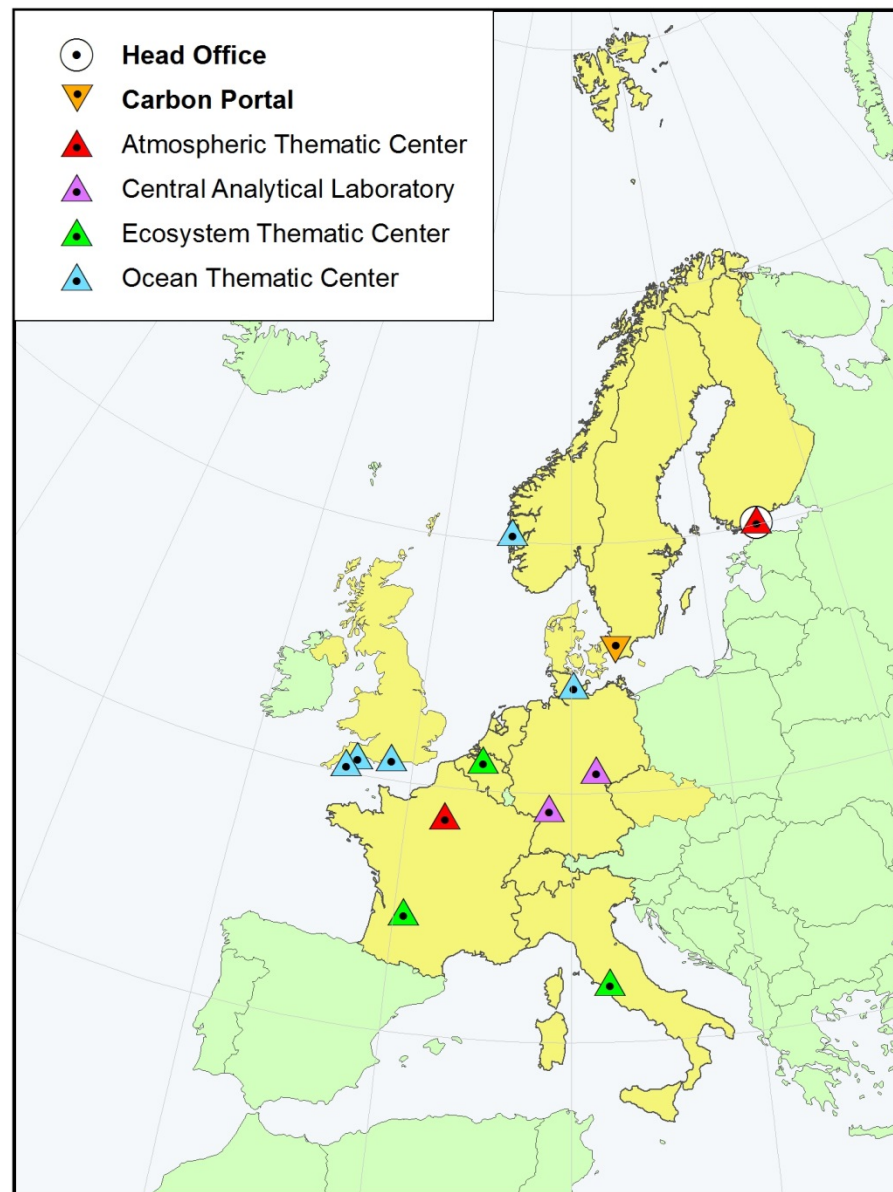 Head Office
Carbon Portal
Atmospheric Thematic Center
Central Analytical Laboratory
Ecosystem Thematic Center
Ocean Thematic Center